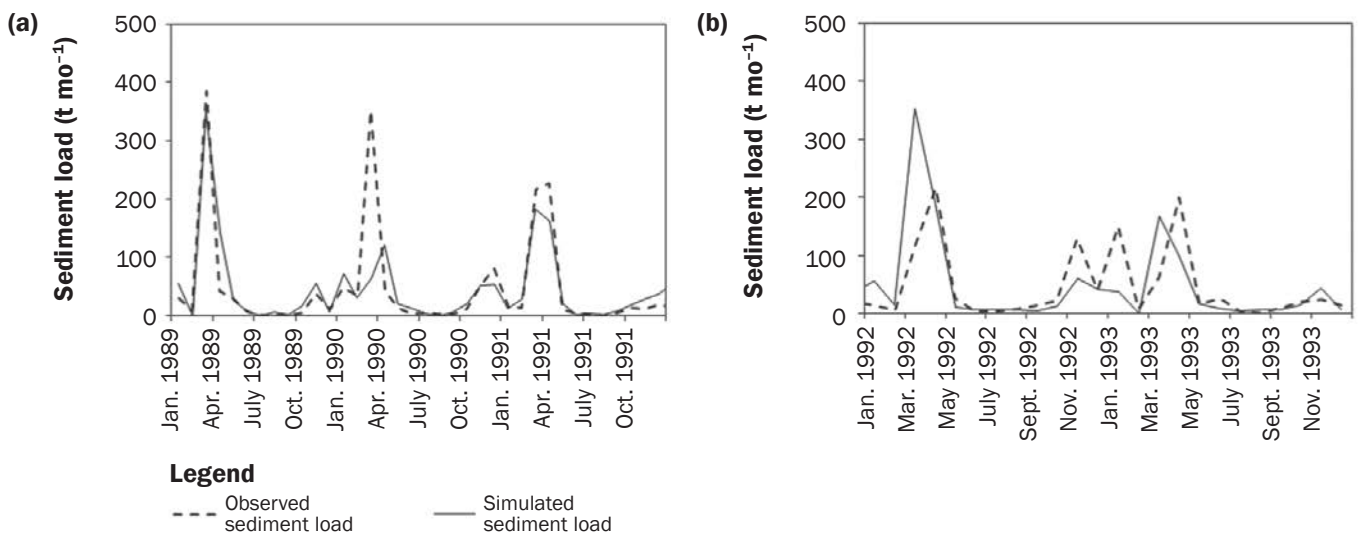 (a)
Sediment load (t mo⁻¹)
500
400
300
200
100
0
Jan. 1989
Apr. 1989
July 1989
Oct. 1989
Jan. 1990
Apr. 1990
July 1990
Oct. 1990
Jan. 1991
Apr. 1991
July 1991
Oct. 1991
(b)
Sediment load (t mo⁻¹)
500
400
300
200
100
0
Jan. 1992
Mar. 1992
May 1992
July 1992
Sept. 1992
Nov. 1992
Jan. 1993
Mar. 1993
May 1993
July 1993
Sept. 1993
Nov. 1993
Legend
Observed
sediment load
Simulated
sediment load